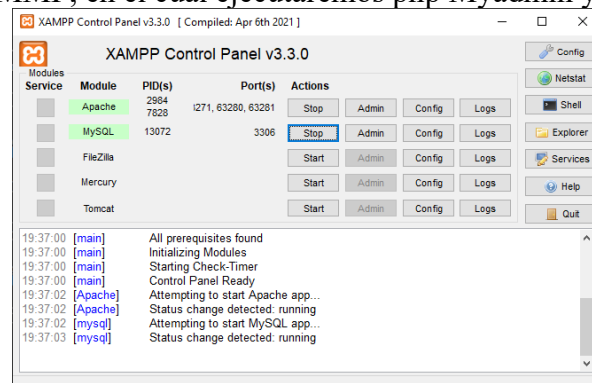 en el cual ejecutaremos php Myadmin y
XAMPP Control Panel v3.3.0 [ Compiled: Apr 6th 2021 ]
XAMPP Control Panel v3.3.0
Config
Modules
Service Module PID(s) Port(s) Actions
Netstat
Apache 2984 7828 3271, 63280, 63281 Stop Admin Config Logs
Shell
MySQL 13072 3306 Stop Admin Config Logs
Explorer
FileZilla Start Admin Config Logs
Services
Mercury Start Admin Config Logs
Help
Tomcat Start Admin Config Logs
Quit
19:37:00 [main] All prerequisites found
19:37:00 [main] Initializing Modules
19:37:00 [main] Starting Check-Timer
19:37:00 [main] Control Panel Ready
19:37:02 [Apache] Attempting to start Apache app...
19:37:02 [Apache] Status change detected: running
19:37:02 [mysql] Attempting to start MySQL app...
19:37:03 [mysql] Status change detected: running